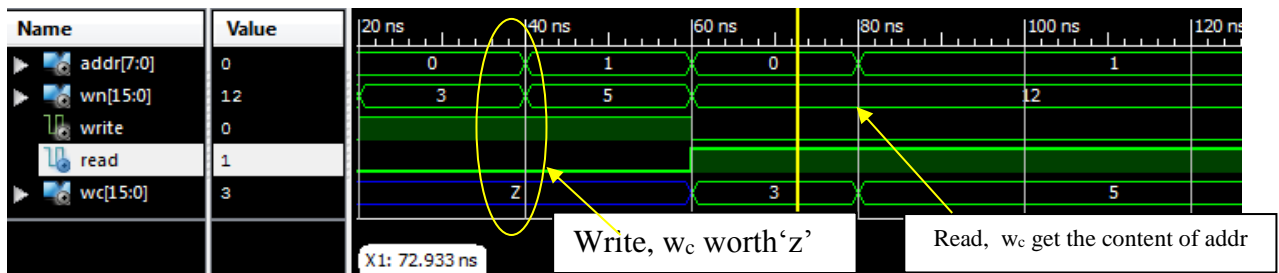 Name Value 20 ns 40 ns 60 ns 80 ns 100 ns 120 ns
addr[7:0] 0 0 1 0 1
wn[15:0] 12 3 5 12
write 0
read 1
wc[15:0] 3 Z 3 5
Write, wc worth‘z’
Read, wc get the content of addr
X1: 72.933 ns